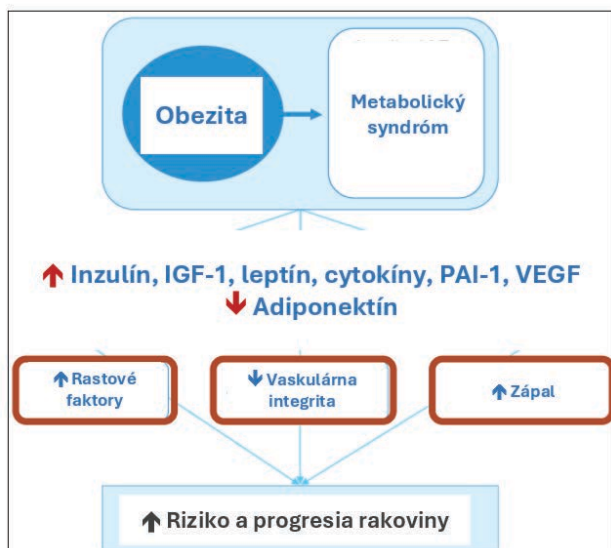 Obezita
Metabolický
syndróm
↑ Inzulín, IGF-1, leptín, cytokíny, PAI-1, VEGF
↓ Adiponektín
↑ Rastové
faktory
↓ Vaskulárna
integrita
↑ Zápal
↑ Riziko a progresia rakoviny